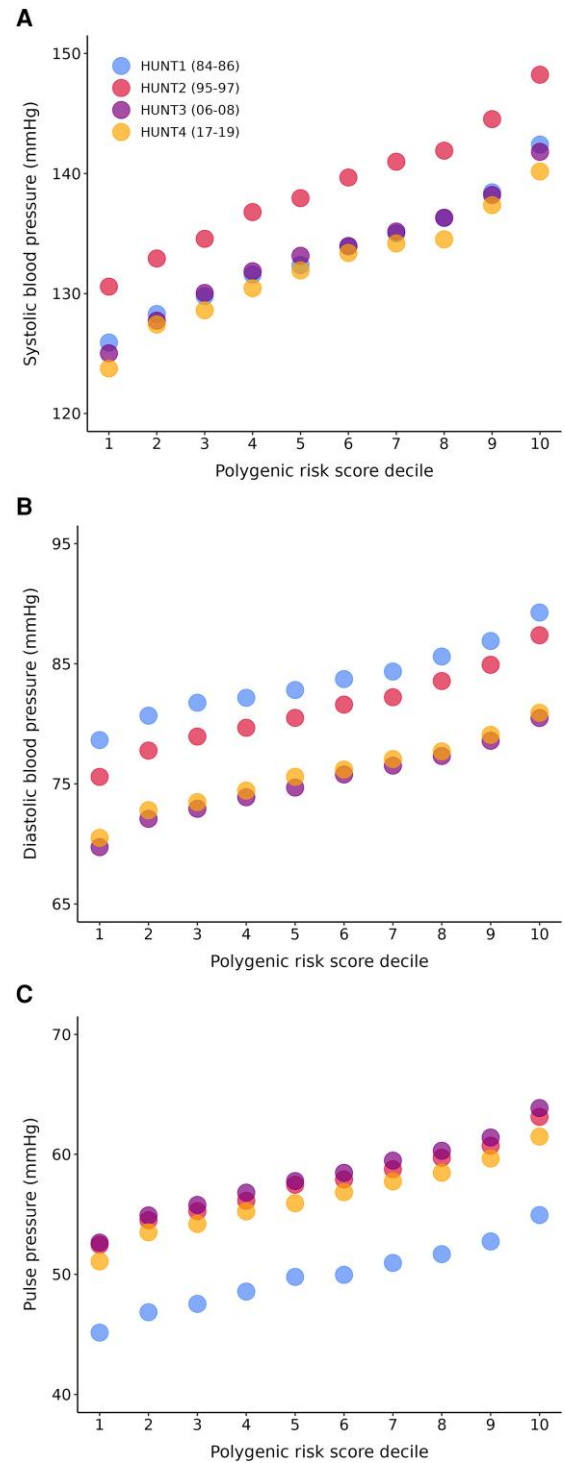 A
Systolic blood pressure (mmHg)
150
140
130
120
HUNT1 (84-86)
HUNT2 (95-97)
HUNT3 (06-08)
HUNT4 (17-19)
1 2 3 4 5 6 7 8 9 10
Polygenic risk score decile
B
Diastolic blood pressure (mmHg)
95
85
75
65
1 2 3 4 5 6 7 8 9 10
Polygenic risk score decile
C
Pulse pressure (mmHg)
70
60
50
40
1 2 3 4 5 6 7 8 9 10
Polygenic risk score decile